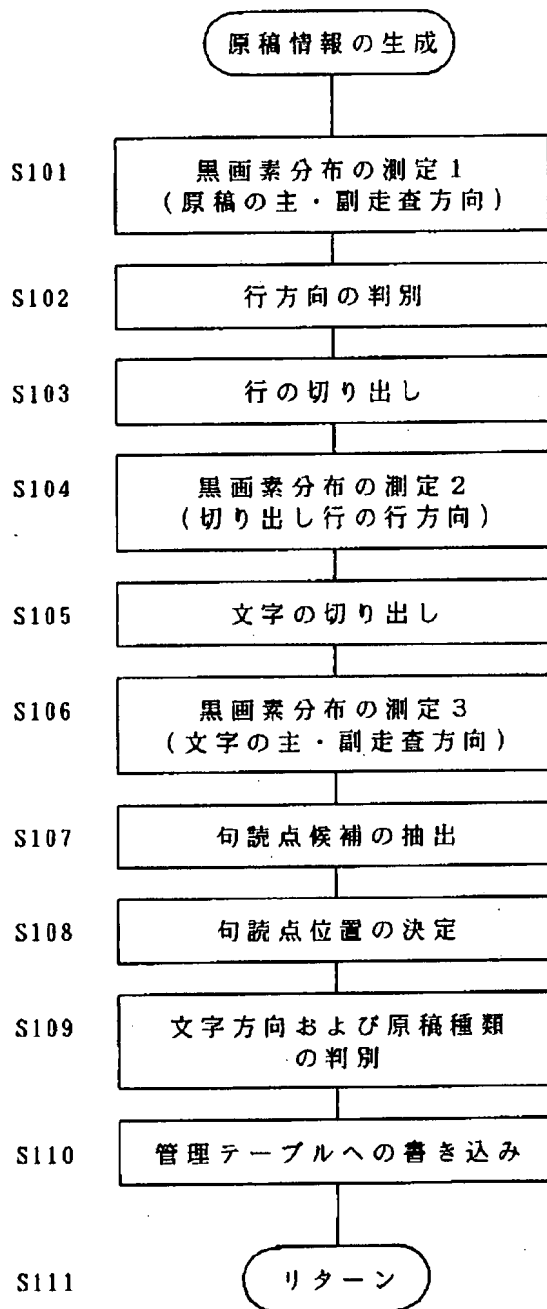 原稿情報の生成
S101
黒画素分布の測定1
(原稿の主・副走査方向)
S102
行方向の判別
S103
行の切り出し
S104
黒画素分布の測定2
(切り出し行の行方向)
S105
文字の切り出し
S106
黒画素分布の測定3
(文字の主・副走査方向)
S107
句読点候補の抽出
S108
句読点位置の決定
S109
文字方向および原稿種類
の判別
S110
管理テーブルへの書き込み
S111
リターン